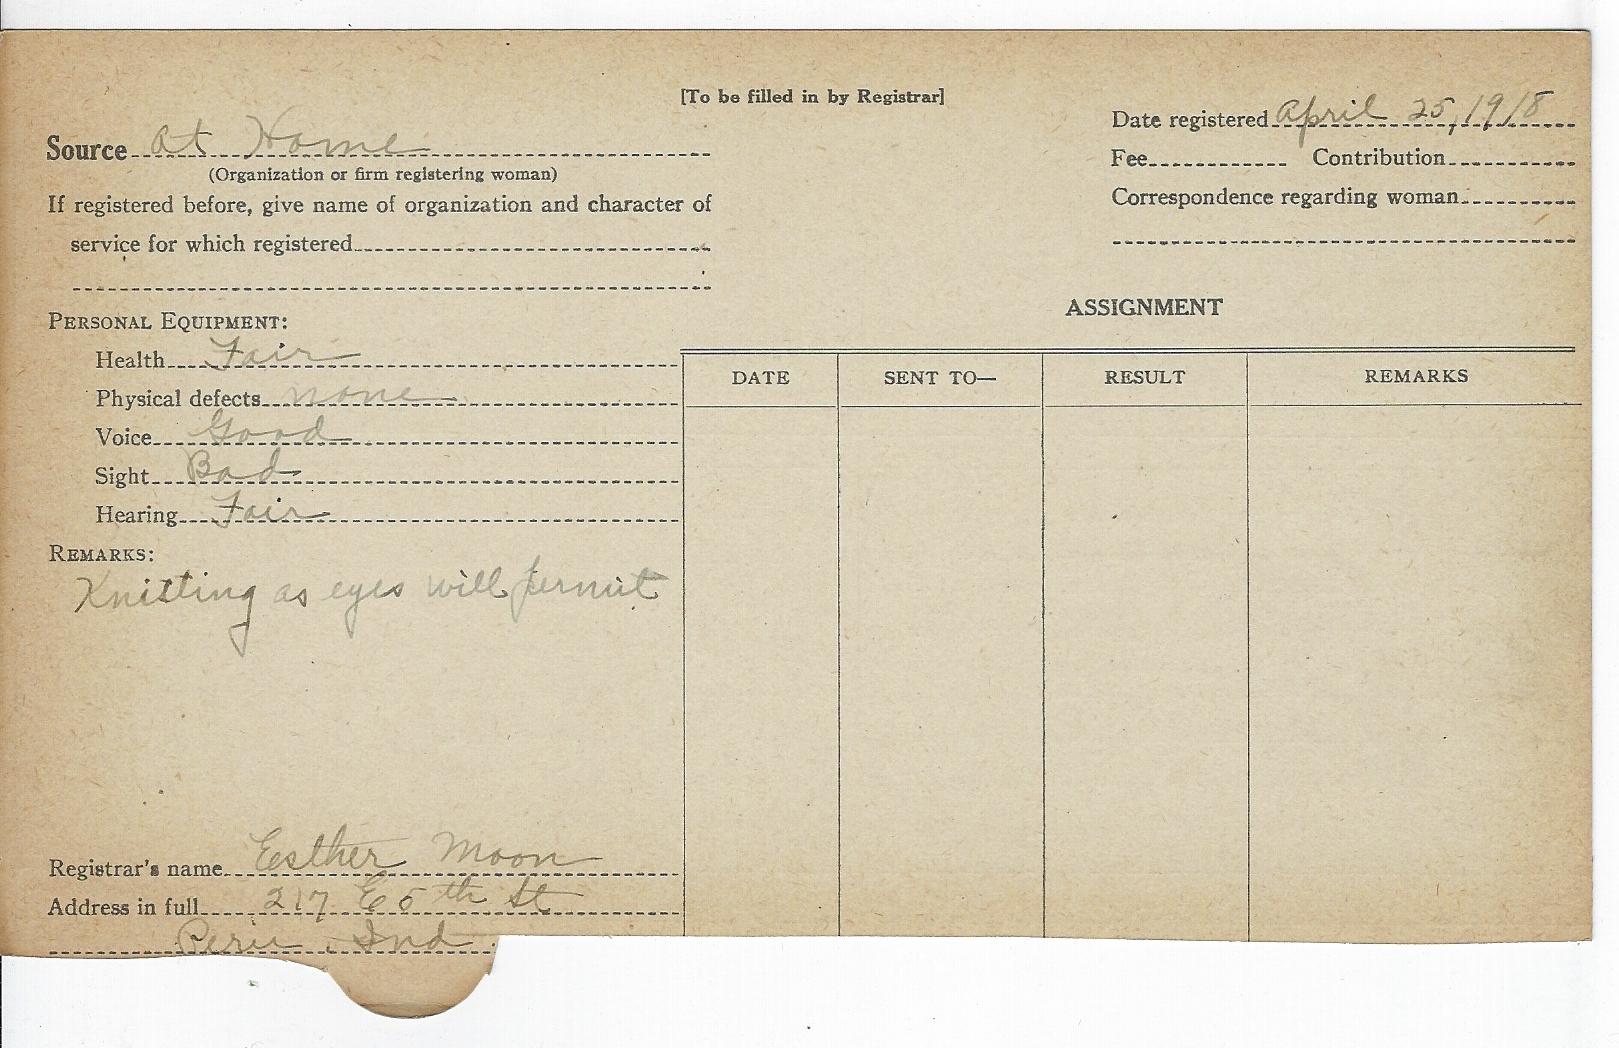 [To be filled in by Registrar]
Source At Home
(Organization or firm registering woman)
If registered before, give name of organization and character of
service for which registered
Date registered April 25, 1918
Fee Contribution
Correspondence regarding woman
PERSONAL EQUIPMENT:
Health Fair
Physical defects none
Voice Good
Sight Bad
Hearing Fair
REMARKS:
Knitting as eyes will permit
Registrar's name Esther Moon
Address in full 217 E 5th St
Peru, Ind
ASSIGNMENT
DATE SENT TO— RESULT REMARKS